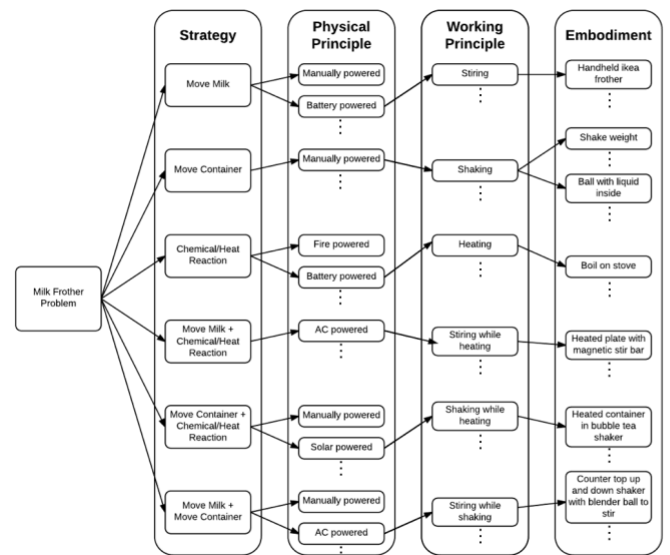 Strategy
Physical
Principle
Working
Principle
Embodiment
Milk Frother
Problem
Move Milk
Manually powered
Battery powered
Stiring
Handheld ikea
frother
Move Container
Manually powered
Shaking
Shake weight
Ball with liquid
inside
Chemical/Heat
Reaction
Fire powered
Battery powered
Heating
Boil on stove
Move Milk +
Chemical/Heat
Reaction
AC powered
Stiring while
heating
Heated plate with
magnetic stir bar
Move Container +
Chemical/Heat
Reaction
Manually powered
Solar powered
Shaking while
heating
Heated container
in bubble tea
shaker
Move Milk +
Move Container
Manually powered
AC powered
Stiring while
shaking
Counter top up
and down shaker
with blender ball to
stir